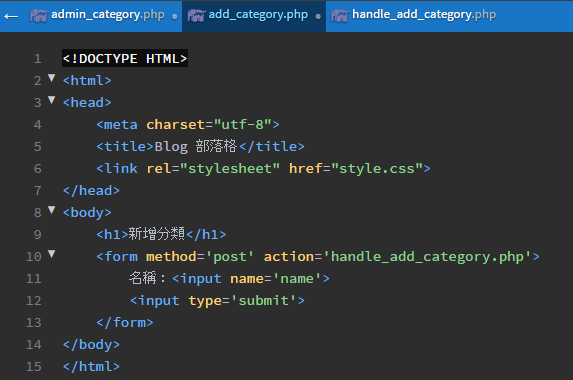 ← admin_category.php ● add_category.php ● handle_add_category.php
1 <!DOCTYPE HTML>
2 ▼ <html>
3 ▼ <head>
4     <meta charset="utf-8">
5     <title>Blog 部落格</title>
6     <link rel="stylesheet" href="style.css">
7 </head>
8 ▼ <body>
9     <h1>新增分類</h1>
10 ▼     <form method='post' action='handle_add_category.php'>
11         名稱：<input name='name'>
12         <input type='submit'>
13     </form>
14 </body>
15 </html>